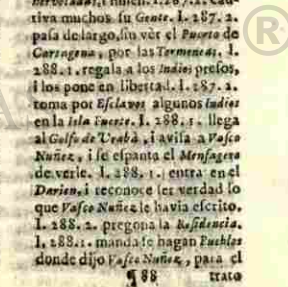 tiva muchos su Gente. I. 287. 2.
pasa de largo, sin vèr el Puerto de
Cartagena, por las Tormentas. I.
288. 1. regala a los Indios presos,
i los pone en libertad. I. 287. 2.
toma por Esclavos algunos Indios
en la Isla Fuerte. I. 288. 1. llega
al Golfo de Urabà, i avisa a Vasco
Nuñez, i se espanta el Mensagero
de verle. I. 288. 1. entra en el
Darien, i reconoce ser verdad lo
que Vasco Nuñez le havia escrito.
I. 288. 2. pregona la Residencia.
I. 288. 1. manda se hagan Pueblos
donde dijo Vasco Nuñez, para el
¶ 88 trato